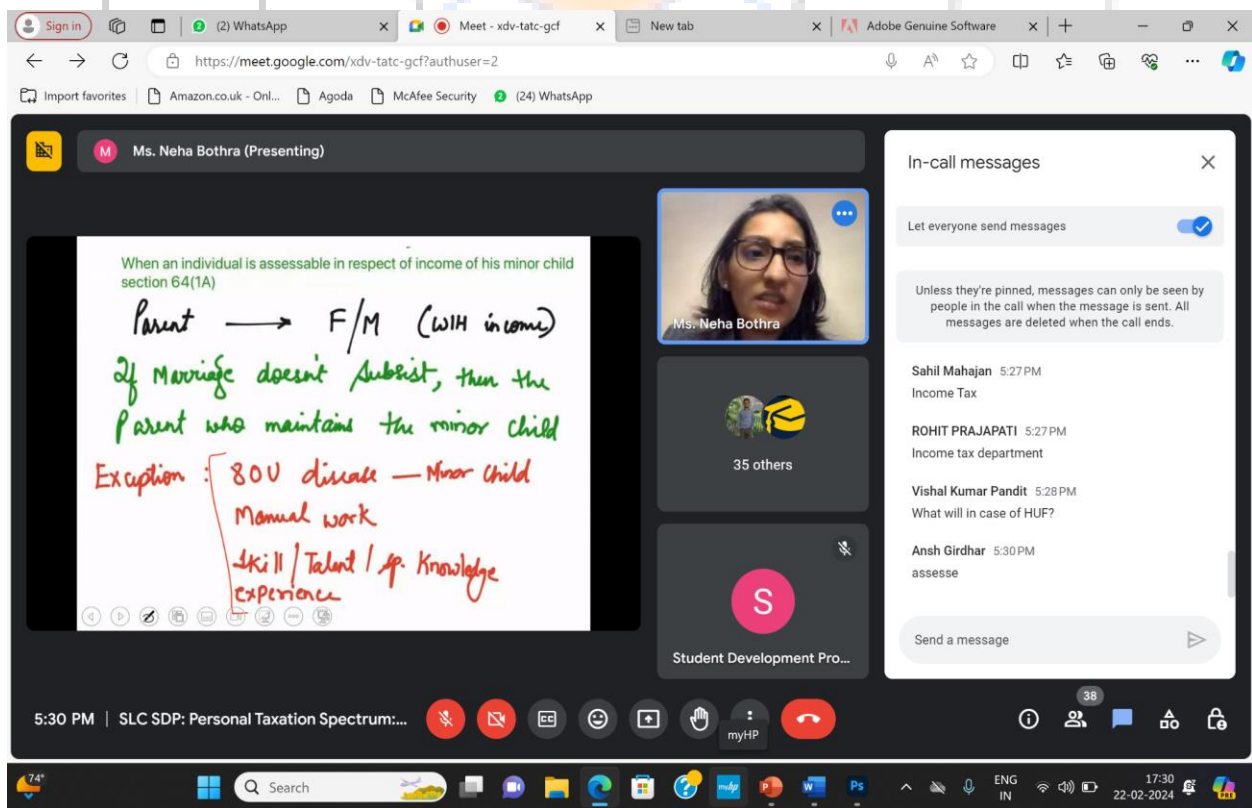 Sign in
(2) WhatsApp
Meet - xdv-tatc-gcf
New tab
Adobe Genuine Software
https://meet.google.com/xdv-tatc-gcf?authuser=2
Import favorites
Amazon.co.uk - Onl...
Agoda
McAfee Security
(24) WhatsApp
M
Ms. Neha Bothra (Presenting)
When an individual is assessable in respect of income of his minor child
section 64(1A)
Parent → F/M (WIH income)
If Marriage doesn't subsist, then the
Parent who maintains the minor child
Exception : 80U disease — Minor child
Manual work
Skill / Talent / sp. Knowledge
experience
Ms. Neha Bothra
35 others
S
Student Development Pro...
In-call messages
Let everyone send messages
Unless they're pinned, messages can only be seen by
people in the call when the message is sent. All
messages are deleted when the call ends.
Sahil Mahajan 5:27 PM
Income Tax
ROHIT PRAJAPATI 5:27 PM
Income tax department
Vishal Kumar Pandit 5:28 PM
What will in case of HUF?
Ansh Girdhar 5:30 PM
assesse
Send a message
5:30 PM | SLC SDP: Personal Taxation Spectrum:...
CC
38
myHP
74°
Search
myhp
P
W
Ps
ENG
IN
17:30
22-02-2024
PRE